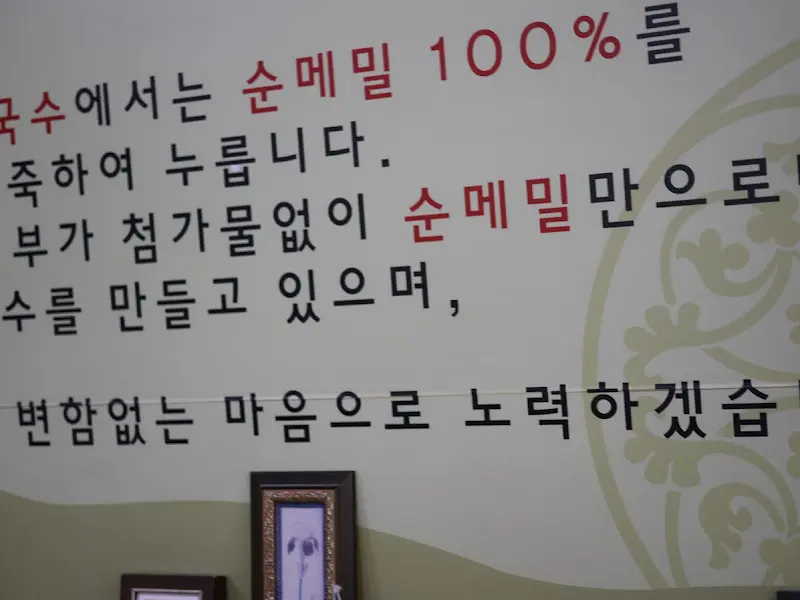 국수에서는 순메밀 100%를
죽하여 누릅니다.
부가 첨가물없이 순메밀만으로
수를 만들고 있으며,
변함없는 마음으로 노력하겠습